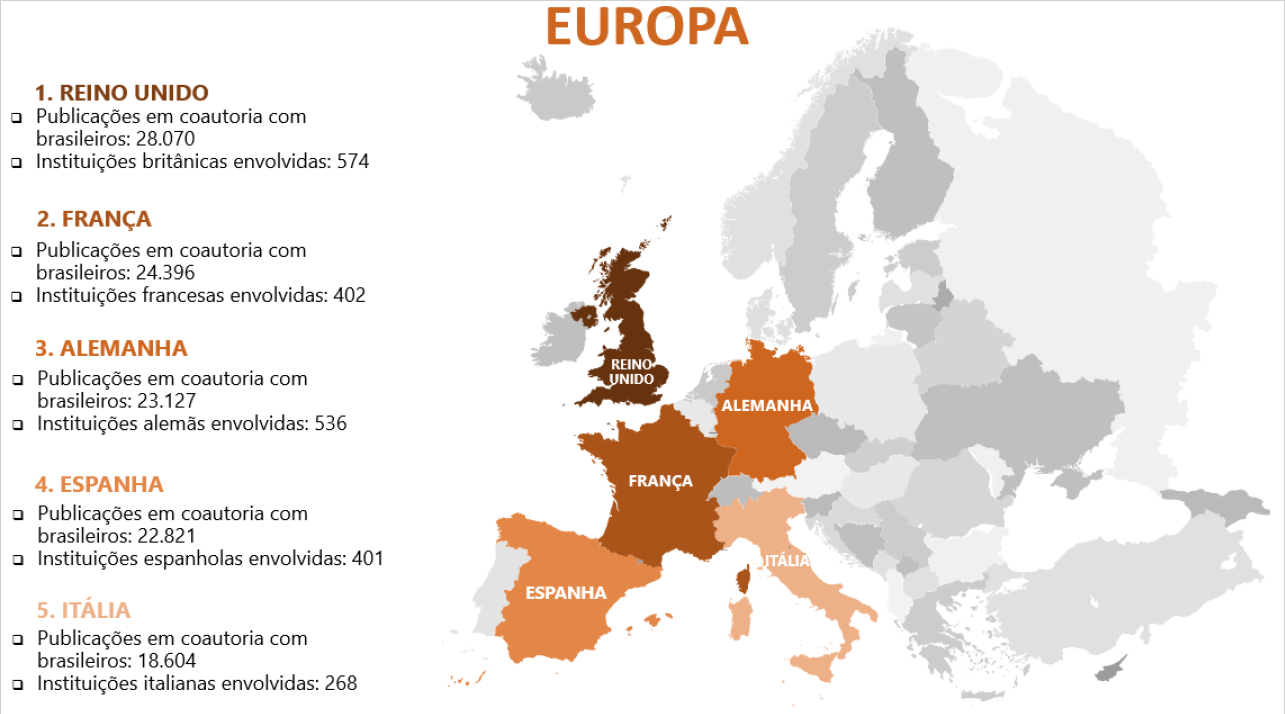 EUROPA
1. REINO UNIDO
Publicações em coautoria com
brasileiros: 28.070
Instituições britânicas envolvidas: 574
2. FRANÇA
Publicações em coautoria com
brasileiros: 24.396
Instituições francesas envolvidas: 402
3. ALEMANHA
Publicações em coautoria com
brasileiros: 23.127
Instituições alemãs envolvidas: 536
4. ESPANHA
Publicações em coautoria com
brasileiros: 22.821
Instituições espanholas envolvidas: 401
5. ITÁLIA
Publicações em coautoria com
brasileiros: 18.604
Instituições italianas envolvidas: 268
REINO
UNIDO
ALEMANHA
FRANÇA
ITÁLIA
ESPANHA